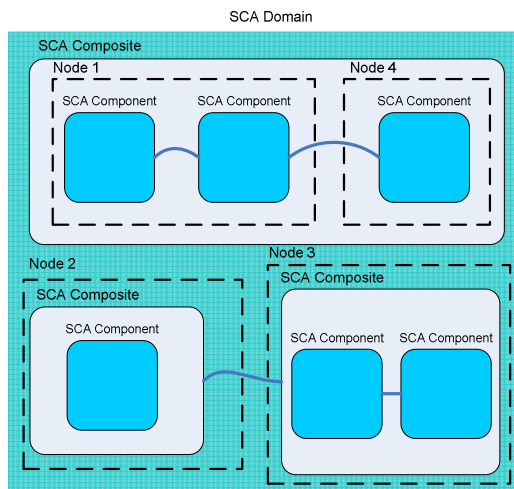 SCA Domain
SCA Composite
Node 1
Node 4
SCA Component
SCA Component
SCA Component
Node 2
Node 3
SCA Composite
SCA Composite
SCA Component
SCA Component
SCA Component